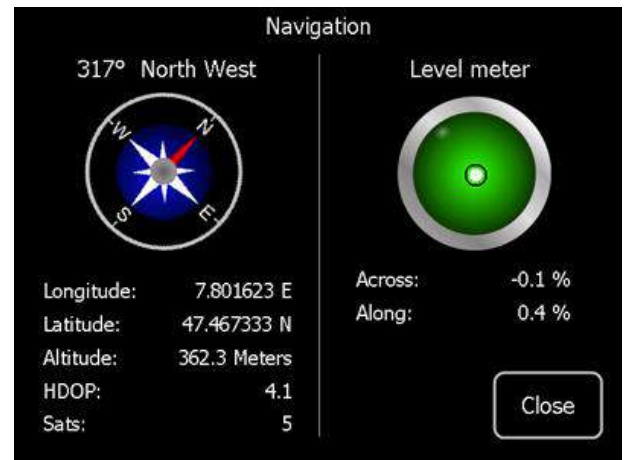 Navigation
317° North West
W
N
S
E
Longitude: 7.801623 E
Latitude: 47.467333 N
Altitude: 362.3 Meters
HDOP: 4.1
Sats: 5
Level meter
Across: -0.1 %
Along: 0.4 %
Close